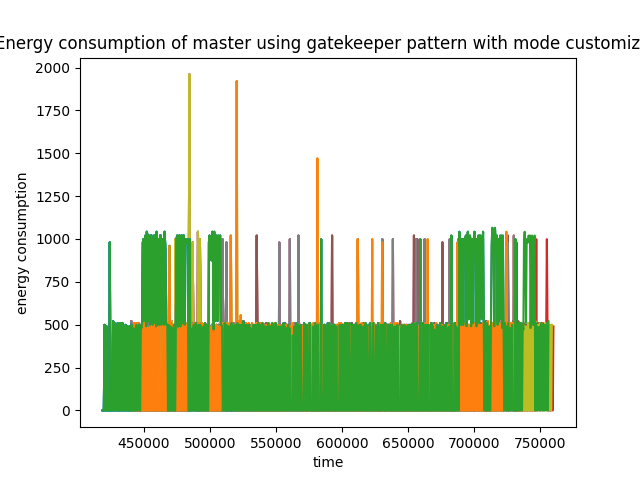 Energy consumption of master using gatekeeper pattern with mode customiz
2000
1750
1500
1250
1000
750
500
250
0
energy consumption
450000 500000 550000 600000 650000 700000 750000
time